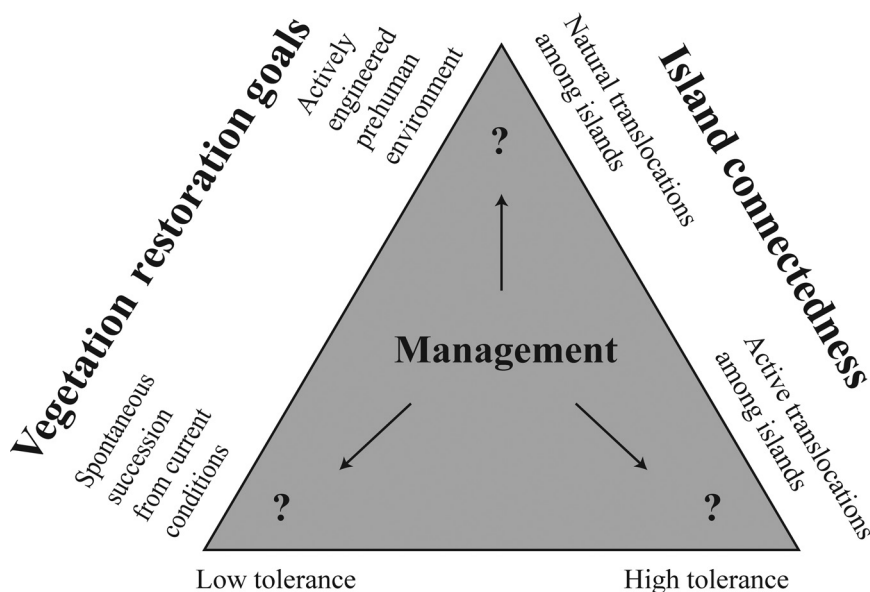 Vegetation restoration goals
Actively
engineered
prehuman
environment
Natural translocations
among islands
Island connectedness
?
Management
Spontaneous
succession
from current
conditions
Active translocations
among islands
?
?
Low tolerance
High tolerance